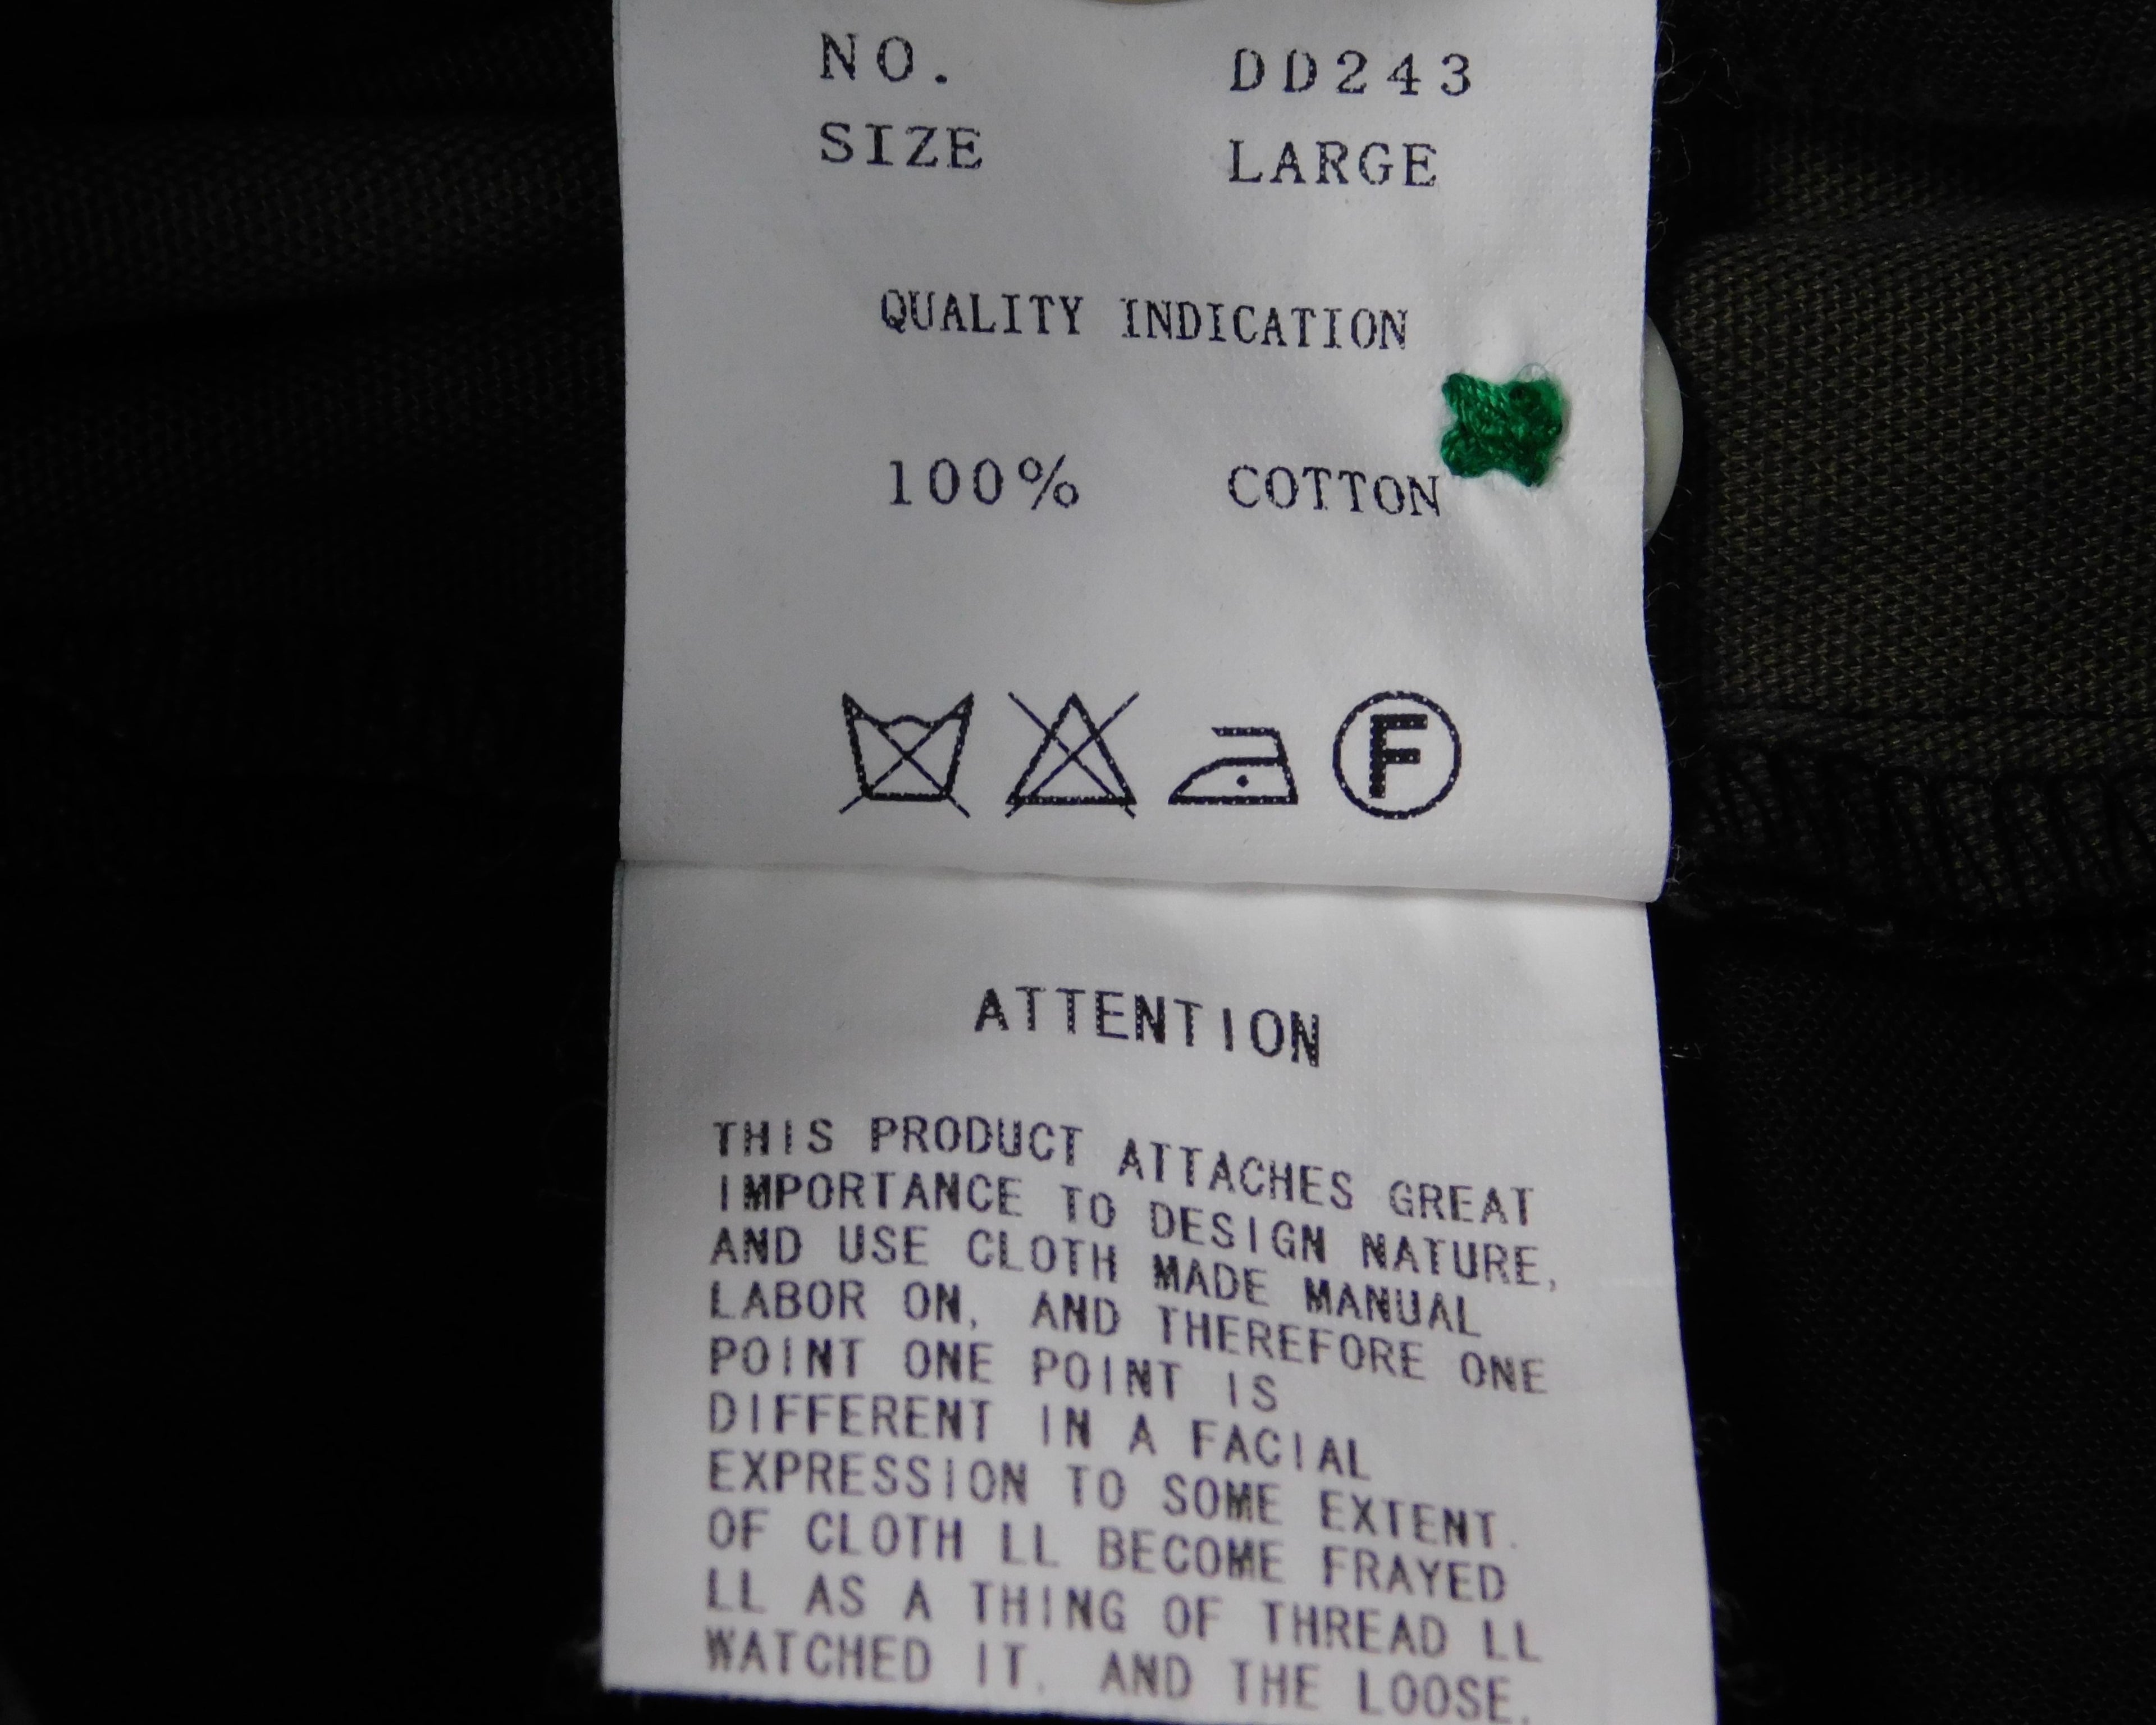 NO. DD243
SIZE LARGE
QUALITY INDICATION
100% COTTON
F
ATTENTION
THIS PRODUCT ATTACHES GREAT
IMPORTANCE TO DESIGN NATURE,
AND USE CLOTH MADE MANUAL
LABOR ON, AND THEREFORE ONE
POINT ONE POINT IS
DIFFERENT IN A FACIAL
EXPRESSION TO SOME EXTENT.
OF CLOTH LL BECOME FRAYED
LL AS A THING OF THREAD LL
WATCHED IT. AND THE LOOSE.